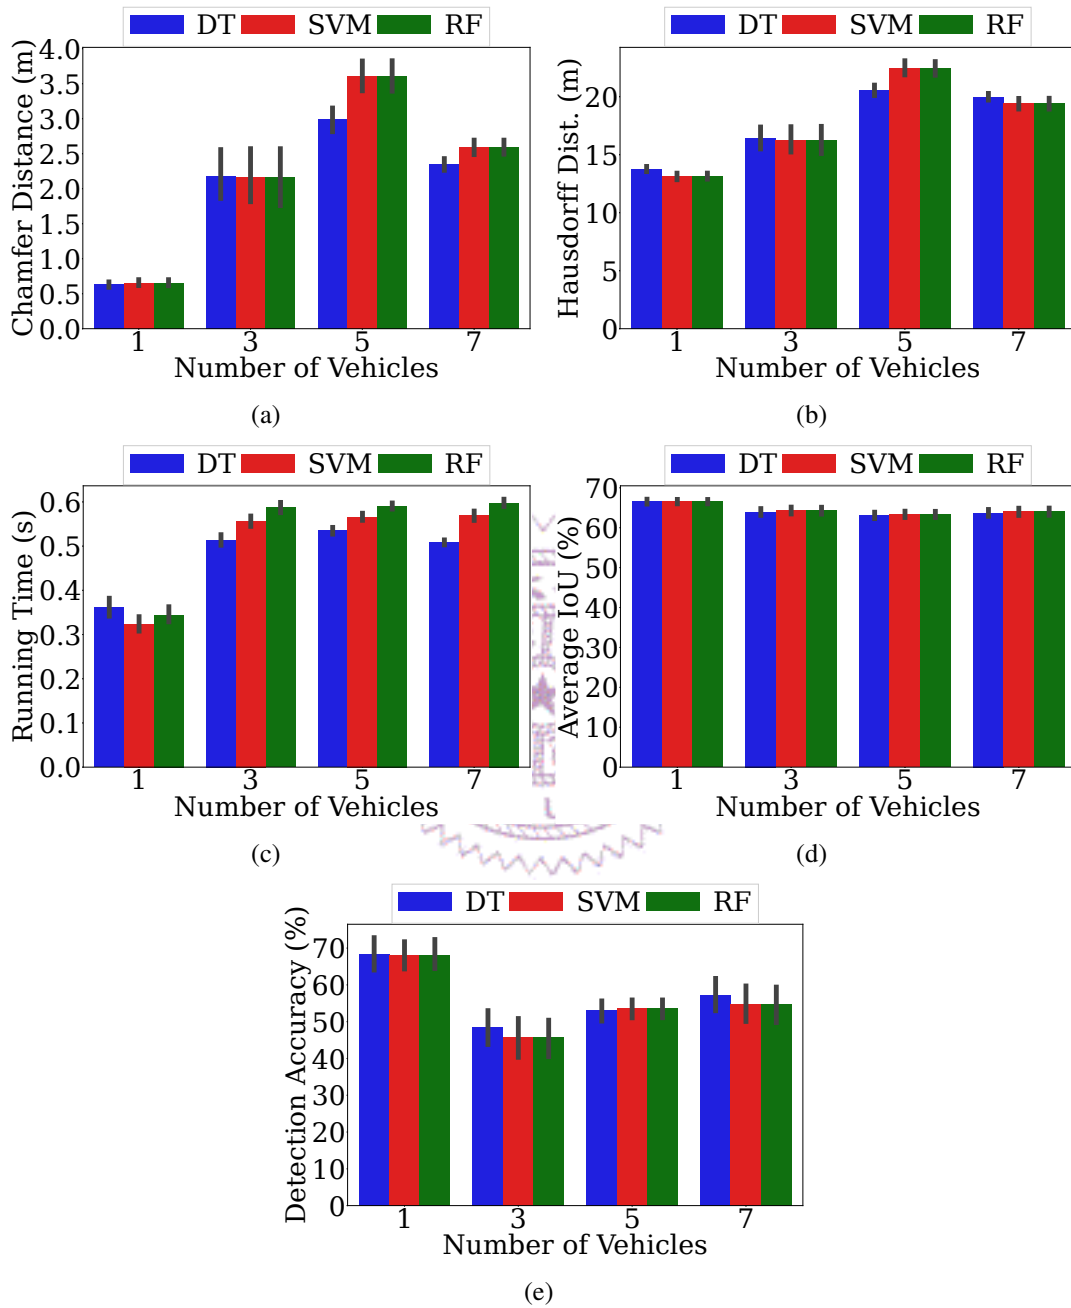 DT SVM RF
Chamfer Distance (m)
4.0
3.5
3.0
2.5
2.0
1.5
1.0
0.5
0.0
1 3 5 7
Number of Vehicles
(a)
DT SVM RF
Hausdorff Dist. (m)
20
15
10
5
0
1 3 5 7
Number of Vehicles
(b)
DT SVM RF
Running Time (s)
0.6
0.5
0.4
0.3
0.2
0.1
0.0
1 3 5 7
Number of Vehicles
(c)
DT SVM RF
Average IoU (%)
70
60
50
40
30
20
10
0
1 3 5 7
Number of Vehicles
(d)
DT SVM RF
Detection Accuracy (%)
70
60
50
40
30
20
10
0
1 3 5 7
Number of Vehicles
(e)